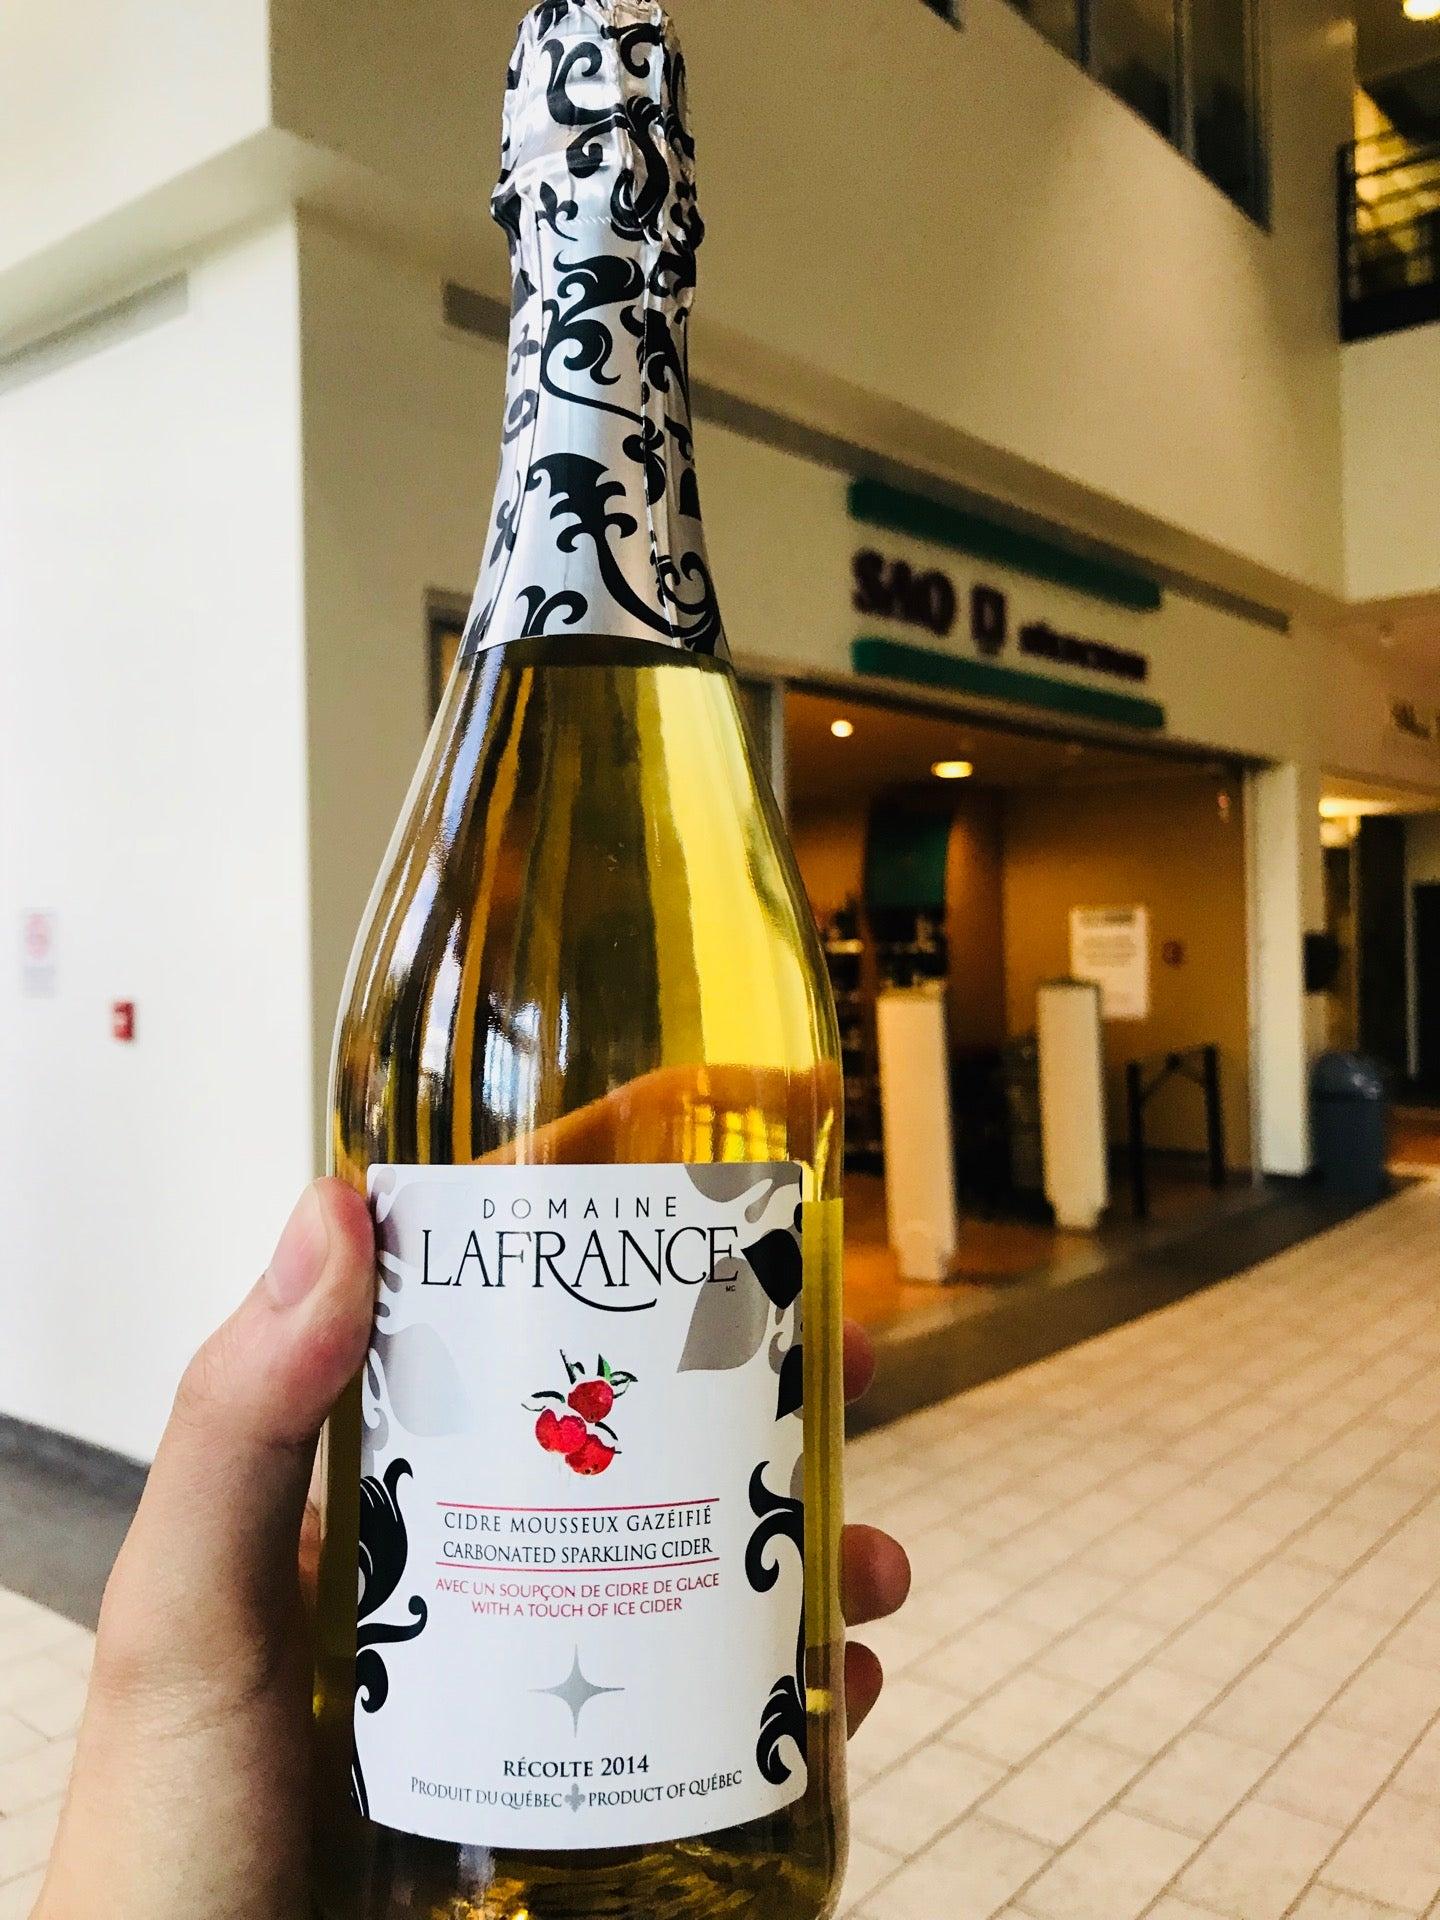 SAQ
SÉLECTION
DOMAINE
LAFRANCE
MC
CIDRE MOUSSEUX GAZÉIFIÉ
CARBONATED SPARKLING CIDER
AVEC UN SOUPÇON DE CIDRE DE GLACE
WITH A TOUCH OF ICE CIDER
RÉCOLTE 2014
PRODUIT DU QUÉBEC PRODUCT OF QUÉBEC